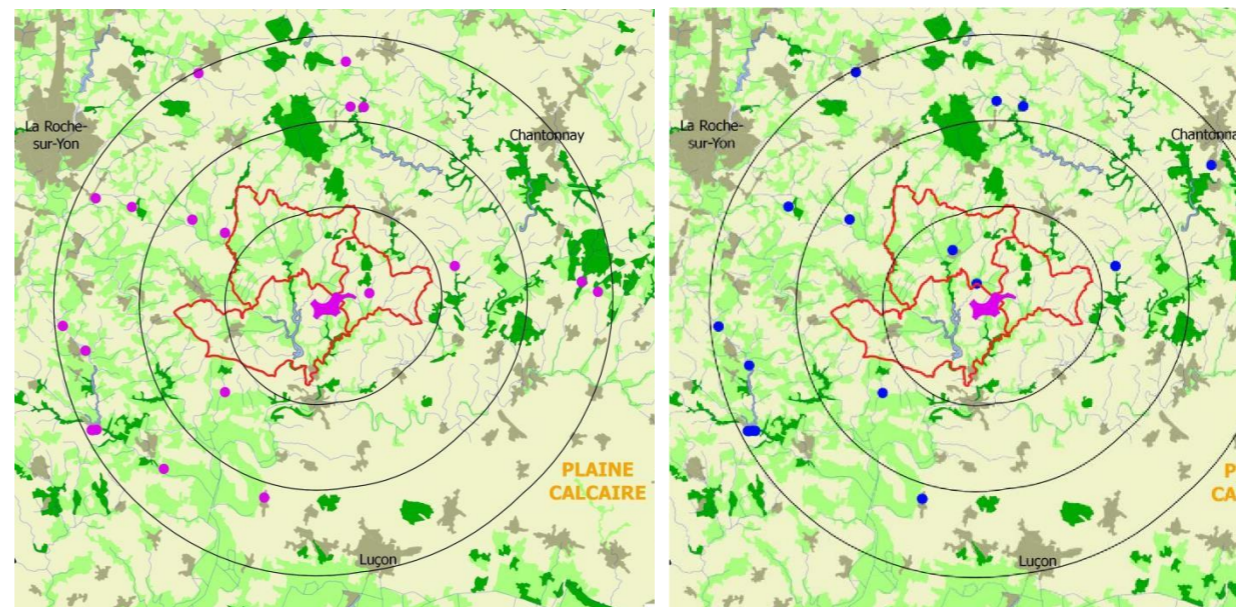 La Roche-
sur-Yon
Chantonnay
PLAINE
CALCAIRE
Luçon
La Roche-
sur-Yon
Chantonna
P
CA
Luçon